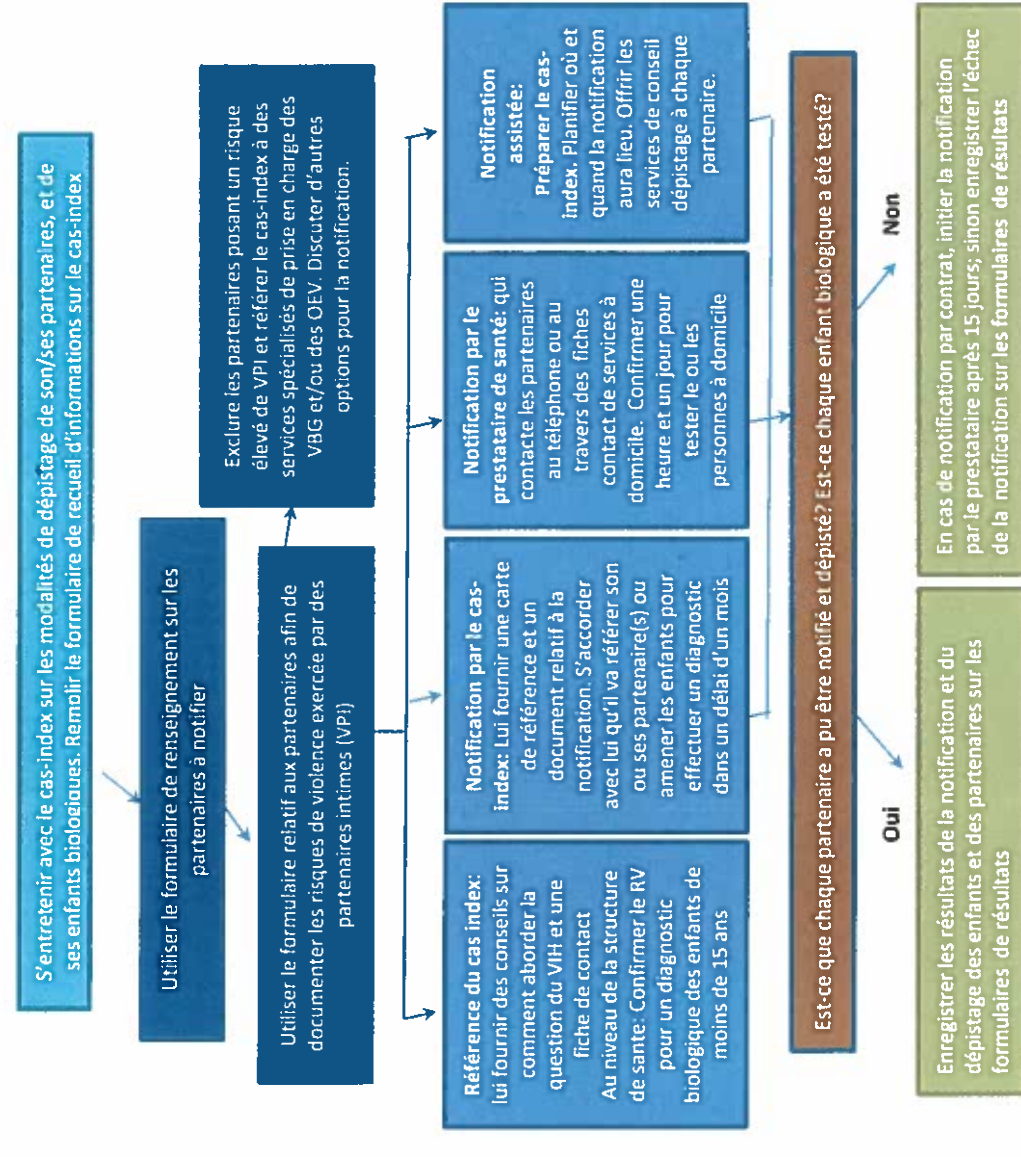 S'entretenir avec le cas-index sur les modalités de dépistage de son/ses partenaires, et de
ses enfants biologiques. Remplir le formulaire de recueil d'informations sur le cas-index
Utiliser le formulaire de renseignement sur les
partenaires à notifier
Utiliser le formulaire relatif aux partenaires afin de
documenter les risques de violence exercée par des
partenaires intimes (VPI)
Exclure les partenaires posant un risque
élevé de VPI et référer le cas-index à des
services spécialisés de prise en charge des
VBG et/ou des OEV. Discuter d'autres
options pour la notification.
Référence du cas index:
lui fournir des conseils sur
comment aborder la
question du VIH et une
fiche de contact
Au niveau de la structure
de sante: Confirmer le RV
pour un diagnostic
biologique des enfants de
moins de 15 ans
Notification par le cas-
index: Lui fournir une carte
de référence et un
document relatif à la
notification. S'accorder
avec lui qu'il va référer son
ou ses partenaire(s) ou
amener les enfants pour
effectuer un diagnostic
dans un délai d'un mois
Notification par le
prestataire de santé: qui
contacte les partenaires
au téléphone ou au
travers des fiches
contact de services à
domicile. Confirmer une
heure et un jour pour
tester le ou les
personnes à domicile
Notification
assistée:
Préparer le cas-
index. Planifier où et
quand la notification
aura lieu. Offrir les
services de conseil
dépistage à chaque
partenaire.
Est-ce que chaque partenaire a pu être notifié et dépisté? Est-ce chaque enfant biologique a été testé?
Oui
Non
Enregistrer les résultats de la notification et du
dépistage des enfants et des partenaires sur les
formulaires de résultats
En cas de notification par contrat, initier la notification
par le prestataire après 15 jours; sinon enregistrer l'échec
de la notification sur les formulaires de résultats